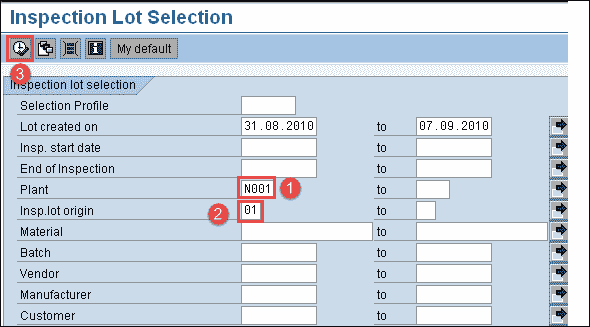 Inspection Lot Selection
My default
3
Inspection lot selection
Selection Profile
Lot created on 31.08.2010 to 07.09.2010
Insp. start date to
End of Inspection to
Plant N001 1 to
Insp.lot origin 2 01 to
Material to
Batch to
Vendor to
Manufacturer to
Customer to